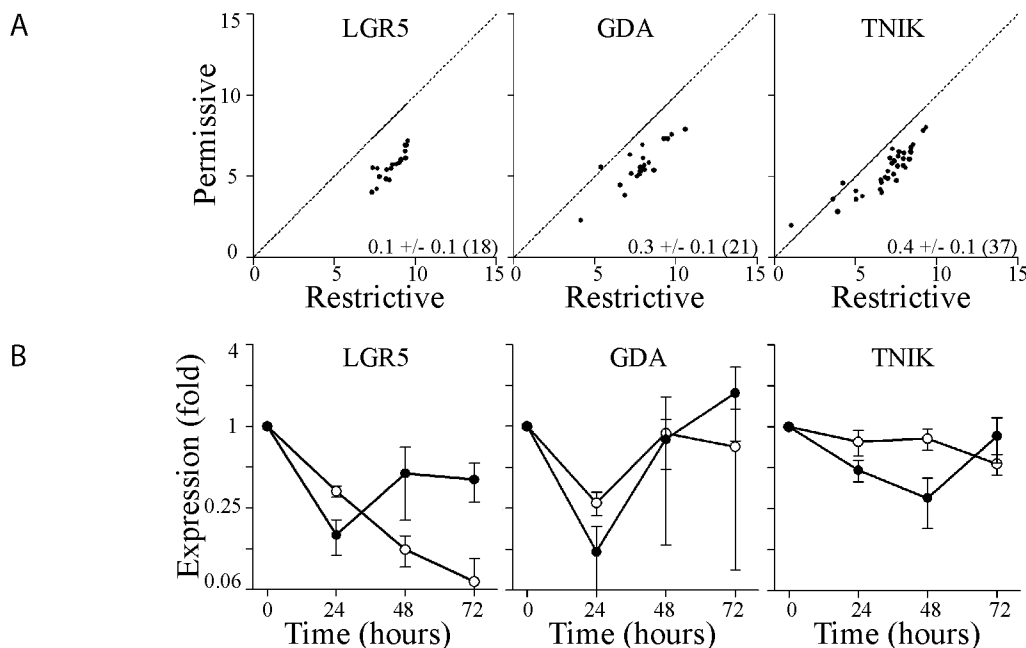 A
LGR5
GDA
TNIK
15
10
5
0
Permissive
0.1 +/- 0.1 (18)
0.3 +/- 0.1 (21)
0.4 +/- 0.1 (37)
0 5 10 15
5 10 15
5 10 15
Restrictive
Restrictive
Restrictive
B
LGR5
GDA
TNIK
4
1
0.25
0.06
Expression (fold)
0 24 48 72
0 24 48 72
0 24 48 72
Time (hours)
Time (hours)
Time (hours)